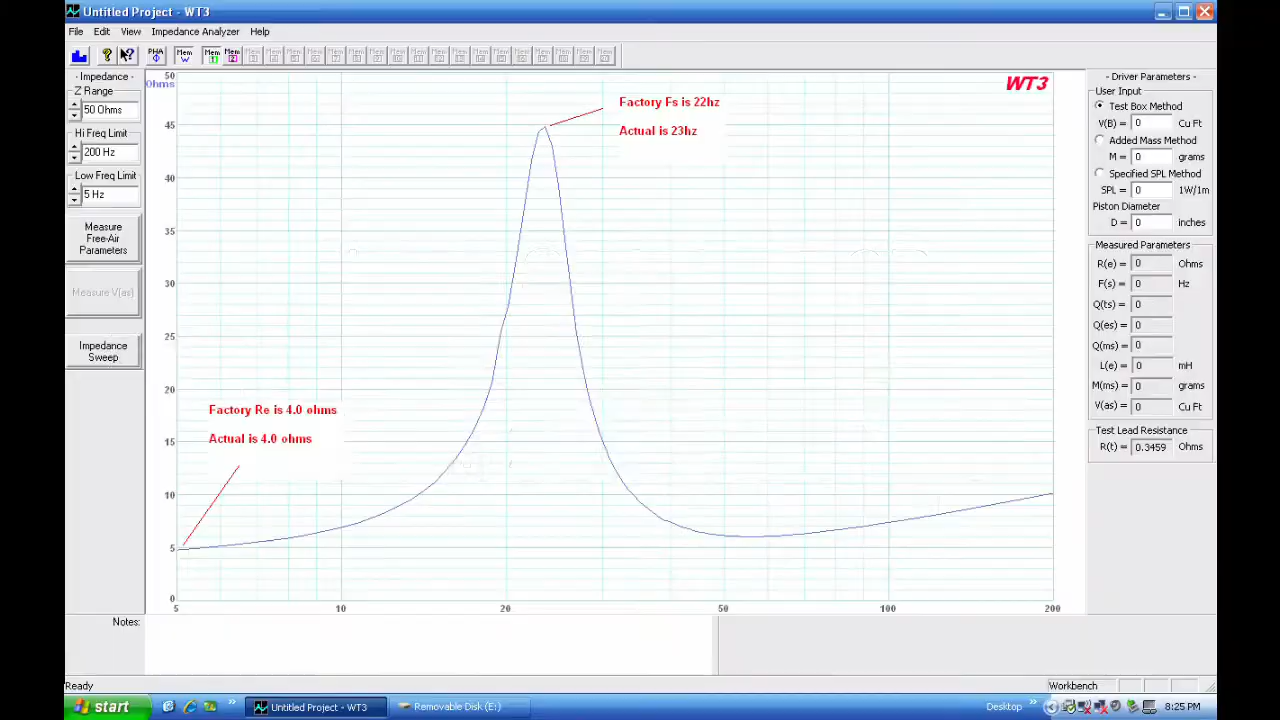 Untitled Project - WT3
File Edit View Impedance Analyzer Help
PHA Mem W Mem 1 Mem 2
- Impedance -
Z Range
50 Ohms
Hi Freq Limit
200 Hz
Low Freq Limit
5 Hz
Measure
Free-Air
Parameters
Measure V(as)
Impedance
Sweep
50
Ohms
45
40
35
30
25
20
15
10
5
0
5 10 20 50 100 200
WT3
Factory Fs is 22hz
Actual is 23hz
Factory Re is 4.0 ohms
Actual is 4.0 ohms
- Driver Parameters -
User Input
Test Box Method
V(B) = 0 Cu Ft
Added Mass Method
M = 0 grams
Specified SPL Method
SPL = 0 1W/1m
Piston Diameter
D = 0 inches
Measured Parameters
R(e) = 0 Ohms
F(s) = 0 Hz
Q(ts) = 0
Q(es) = 0
Q(ms) = 0
L(e) = 0 mH
M(ms) = 0 grams
V(as) = 0 Cu Ft
Test Lead Resistance
R(t) = 0.3459 Ohms
Notes:
Ready
Workbench
start
Untitled Project - WT3
Removable Disk (E:)
Desktop
8:25 PM